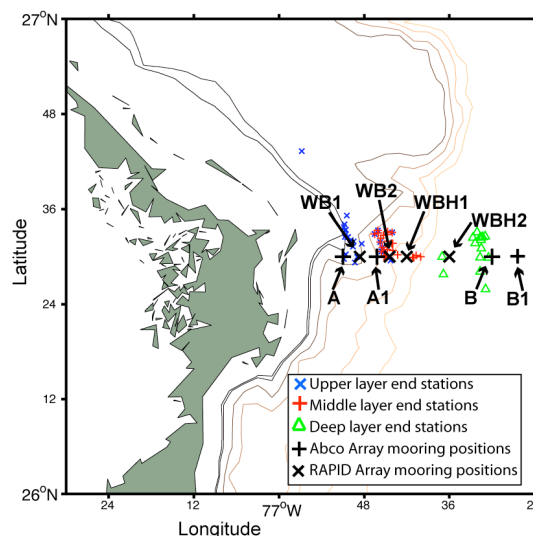 27°N
48
36
24
12
26°N
Latitude
WB1
WB2
WBH1
WBH2
A
A1
B
B1
Upper layer end stations
Middle layer end stations
Deep layer end stations
Abco Array mooring positions
RAPID Array mooring positions
24
12
77°W
48
36
Longitude